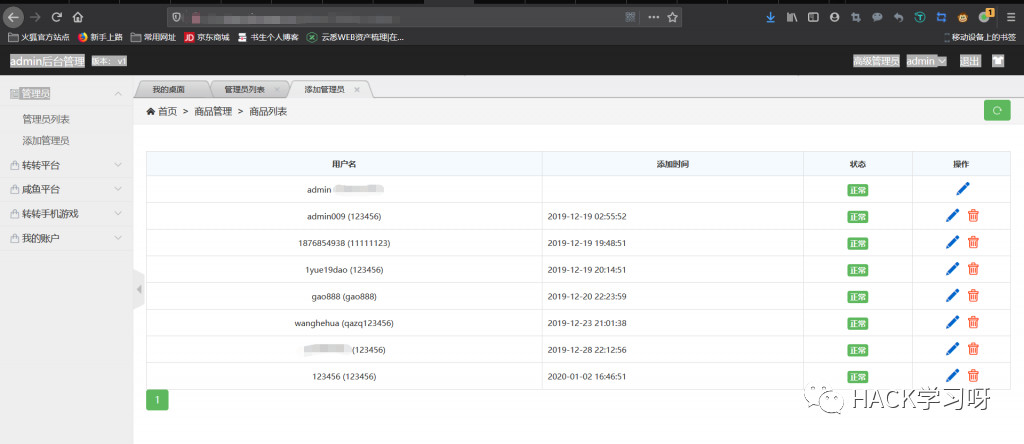 火狐官方站点 新手上路 常用网址 JD 京东商城 书生个人博客 云悉WEB资产梳理|在... 移动设备上的书签
admin后台管理 版本: v1 高级管理员 admin 退出
管理员 我的桌面 管理员列表 添加管理员
管理员列表
添加管理员
转转平台
咸鱼平台
转转手机游戏
我的账户
首页 > 商品管理 > 商品列表
用户名 添加时间 状态 操作
admin 正常
admin009 (123456) 2019-12-19 02:55:52 正常
1876854938 (11111123) 2019-12-19 19:48:51 正常
1yue19dao (123456) 2019-12-19 20:14:51 正常
gao888 (gao888) 2019-12-20 22:23:59 正常
wanghehua (qazq123456) 2019-12-23 21:01:38 正常
(123456) 2019-12-28 22:12:56 正常
123456 (123456) 2020-01-02 16:46:51 正常
1
HACK学习呀